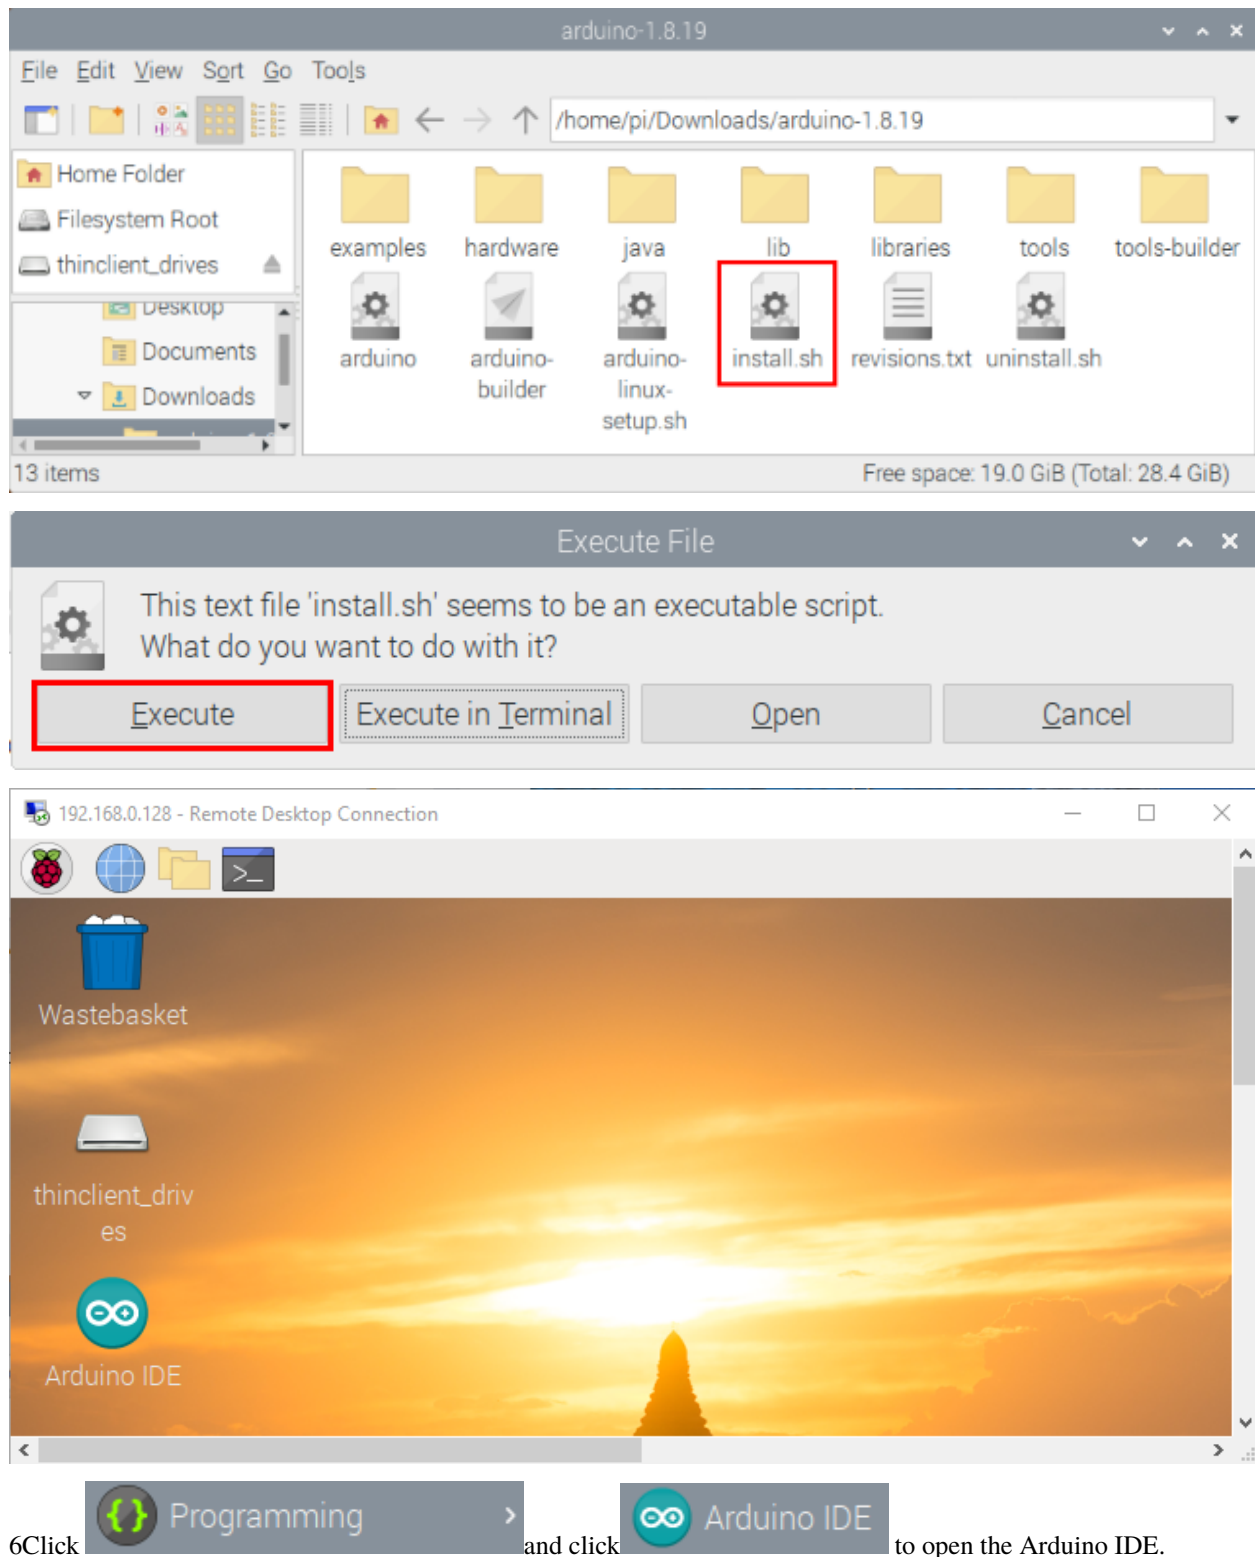 arduino-1.8.19
File Edit View Sort Go Tools
/home/pi/Downloads/arduino-1.8.19
Home Folder
Filesystem Root
thinclient_drives
Desktop
Documents
Downloads
examples hardware java lib libraries tools tools-builder
arduino arduino-builder arduino-linux-setup.sh install.sh revisions.txt uninstall.sh
13 items Free space: 19.0 GiB (Total: 28.4 GiB)
Execute File
This text file 'install.sh' seems to be an executable script.
What do you want to do with it?
Execute Execute in Terminal Open Cancel
192.168.0.128 - Remote Desktop Connection
Wastebasket
thinclient_driv
es
Arduino IDE
6Click Programming and click Arduino IDE to open the Arduino IDE.